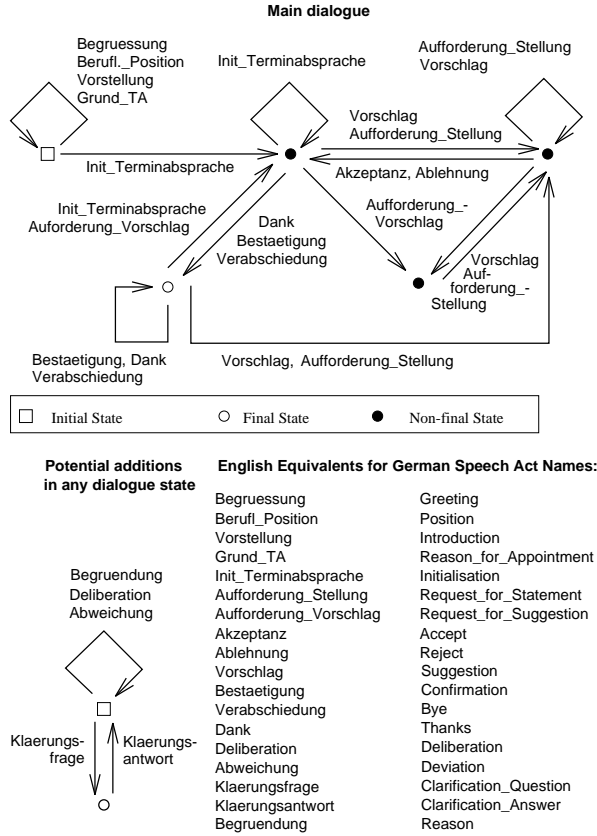 Main dialogue
Begruessung
Berufl._Position
Vorstellung
Grund_TA
Init_Terminabsprache
Aufforderung_Stellung
Vorschlag
Vorschlag
Aufforderung_Stellung
Init_Terminabsprache
Akzeptanz, Ablehnung
Init_Terminabsprache
Auforderung_Vorschlag
Dank
Bestaetigung
Verabschiedung
Aufforderung_-
Vorschlag
Vorschlag
Auf-
forderung_-
Stellung
Bestaetigung, Dank
Verabschiedung
Vorschlag, Aufforderung_Stellung
Initial State
Final State
Non-final State
Potential additions
in any dialogue state
Begruendung
Deliberation
Abweichung
Klaerungs-
frage
Klaerungs-
antwort
English Equivalents for German Speech Act Names:
Begruessung Greeting
Berufl_Position Position
Vorstellung Introduction
Grund_TA Reason_for_Appointment
Init_Terminabsprache Initialisation
Aufforderung_Stellung Request_for_Statement
Aufforderung_Vorschlag Request_for_Suggestion
Akzeptanz Accept
Ablehnung Reject
Vorschlag Suggestion
Bestaetigung Confirmation
Verabschiedung Bye
Dank Thanks
Deliberation Deliberation
Abweichung Deviation
Klaerungsfrage Clarification_Question
Klaerungsantwort Clarification_Answer
Begruendung Reason